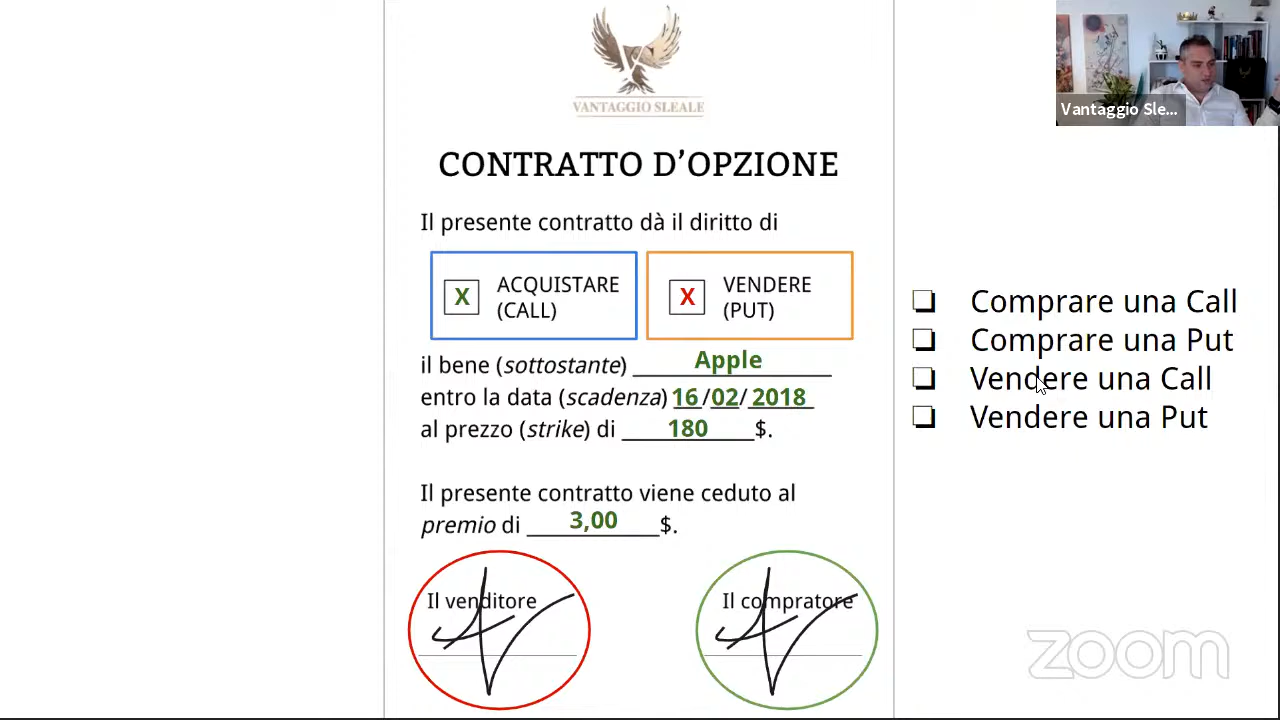 VANTAGGIO SLEALE
Vantaggio Sle...
CONTRATTO D'OPZIONE
Il presente contratto dà il diritto di
X ACQUISTARE (CALL)
X VENDERE (PUT)
il bene (sottostante) Apple
entro la data (scadenza) 16/02/2018
al prezzo (strike) di 180 $.
Il presente contratto viene ceduto al
premio di 3,00 $.
Il venditore
Il compratore
Comprare una Call
Comprare una Put
Vendere una Call
Vendere una Put
zoom